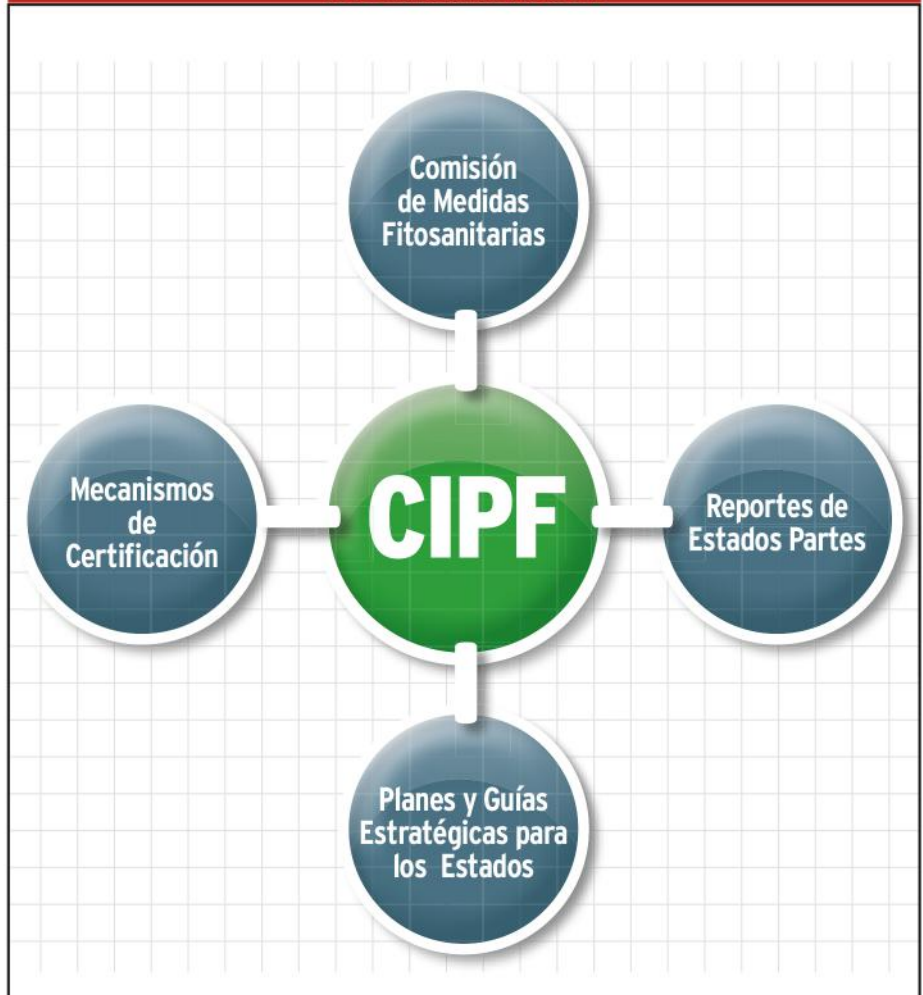 Comisión
de Medidas
Fitosanitarias
Mecanismos
de
Certificación
CIPF
Reportes de
Estados Partes
Planes y Guías
Estratégicas para
los Estados